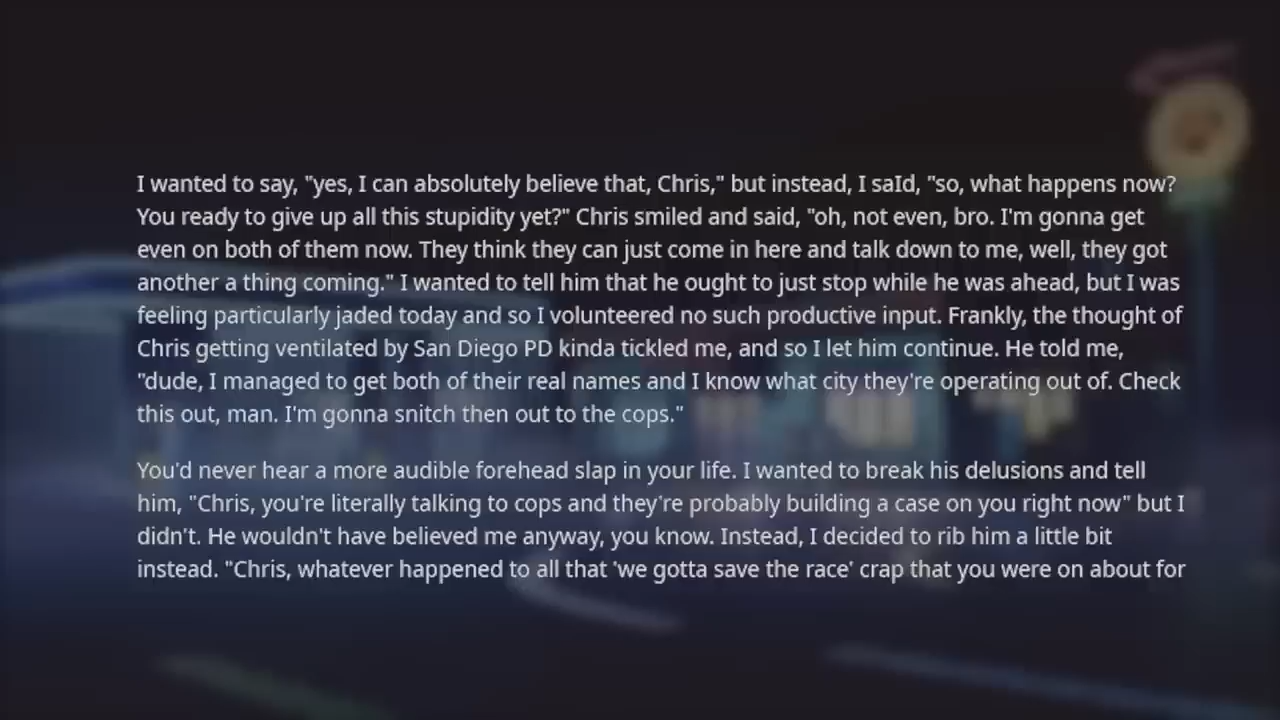 I wanted to say, "yes, I can absolutely believe that, Chris," but instead, I saId, "so, what happens now?
You ready to give up all this stupidity yet?" Chris smiled and said, "oh, not even, bro. I'm gonna get
even on both of them now. They think they can just come in here and talk down to me, well, they got
another a thing coming." I wanted to tell him that he ought to just stop while he was ahead, but I was
feeling particularly jaded today and so I volunteered no such productive input. Frankly, the thought of
Chris getting ventilated by San Diego PD kinda tickled me, and so I let him continue. He told me,
"dude, I managed to get both of their real names and I know what city they're operating out of. Check
this out, man. I'm gonna snitch then out to the cops."
You'd never hear a more audible forehead slap in your life. I wanted to break his delusions and tell
him, "Chris, you're literally talking to cops and they're probably building a case on you right now" but I
didn't. He wouldn't have believed me anyway, you know. Instead, I decided to rib him a little bit
instead. "Chris, whatever happened to all that 'we gotta save the race' crap that you were on about for